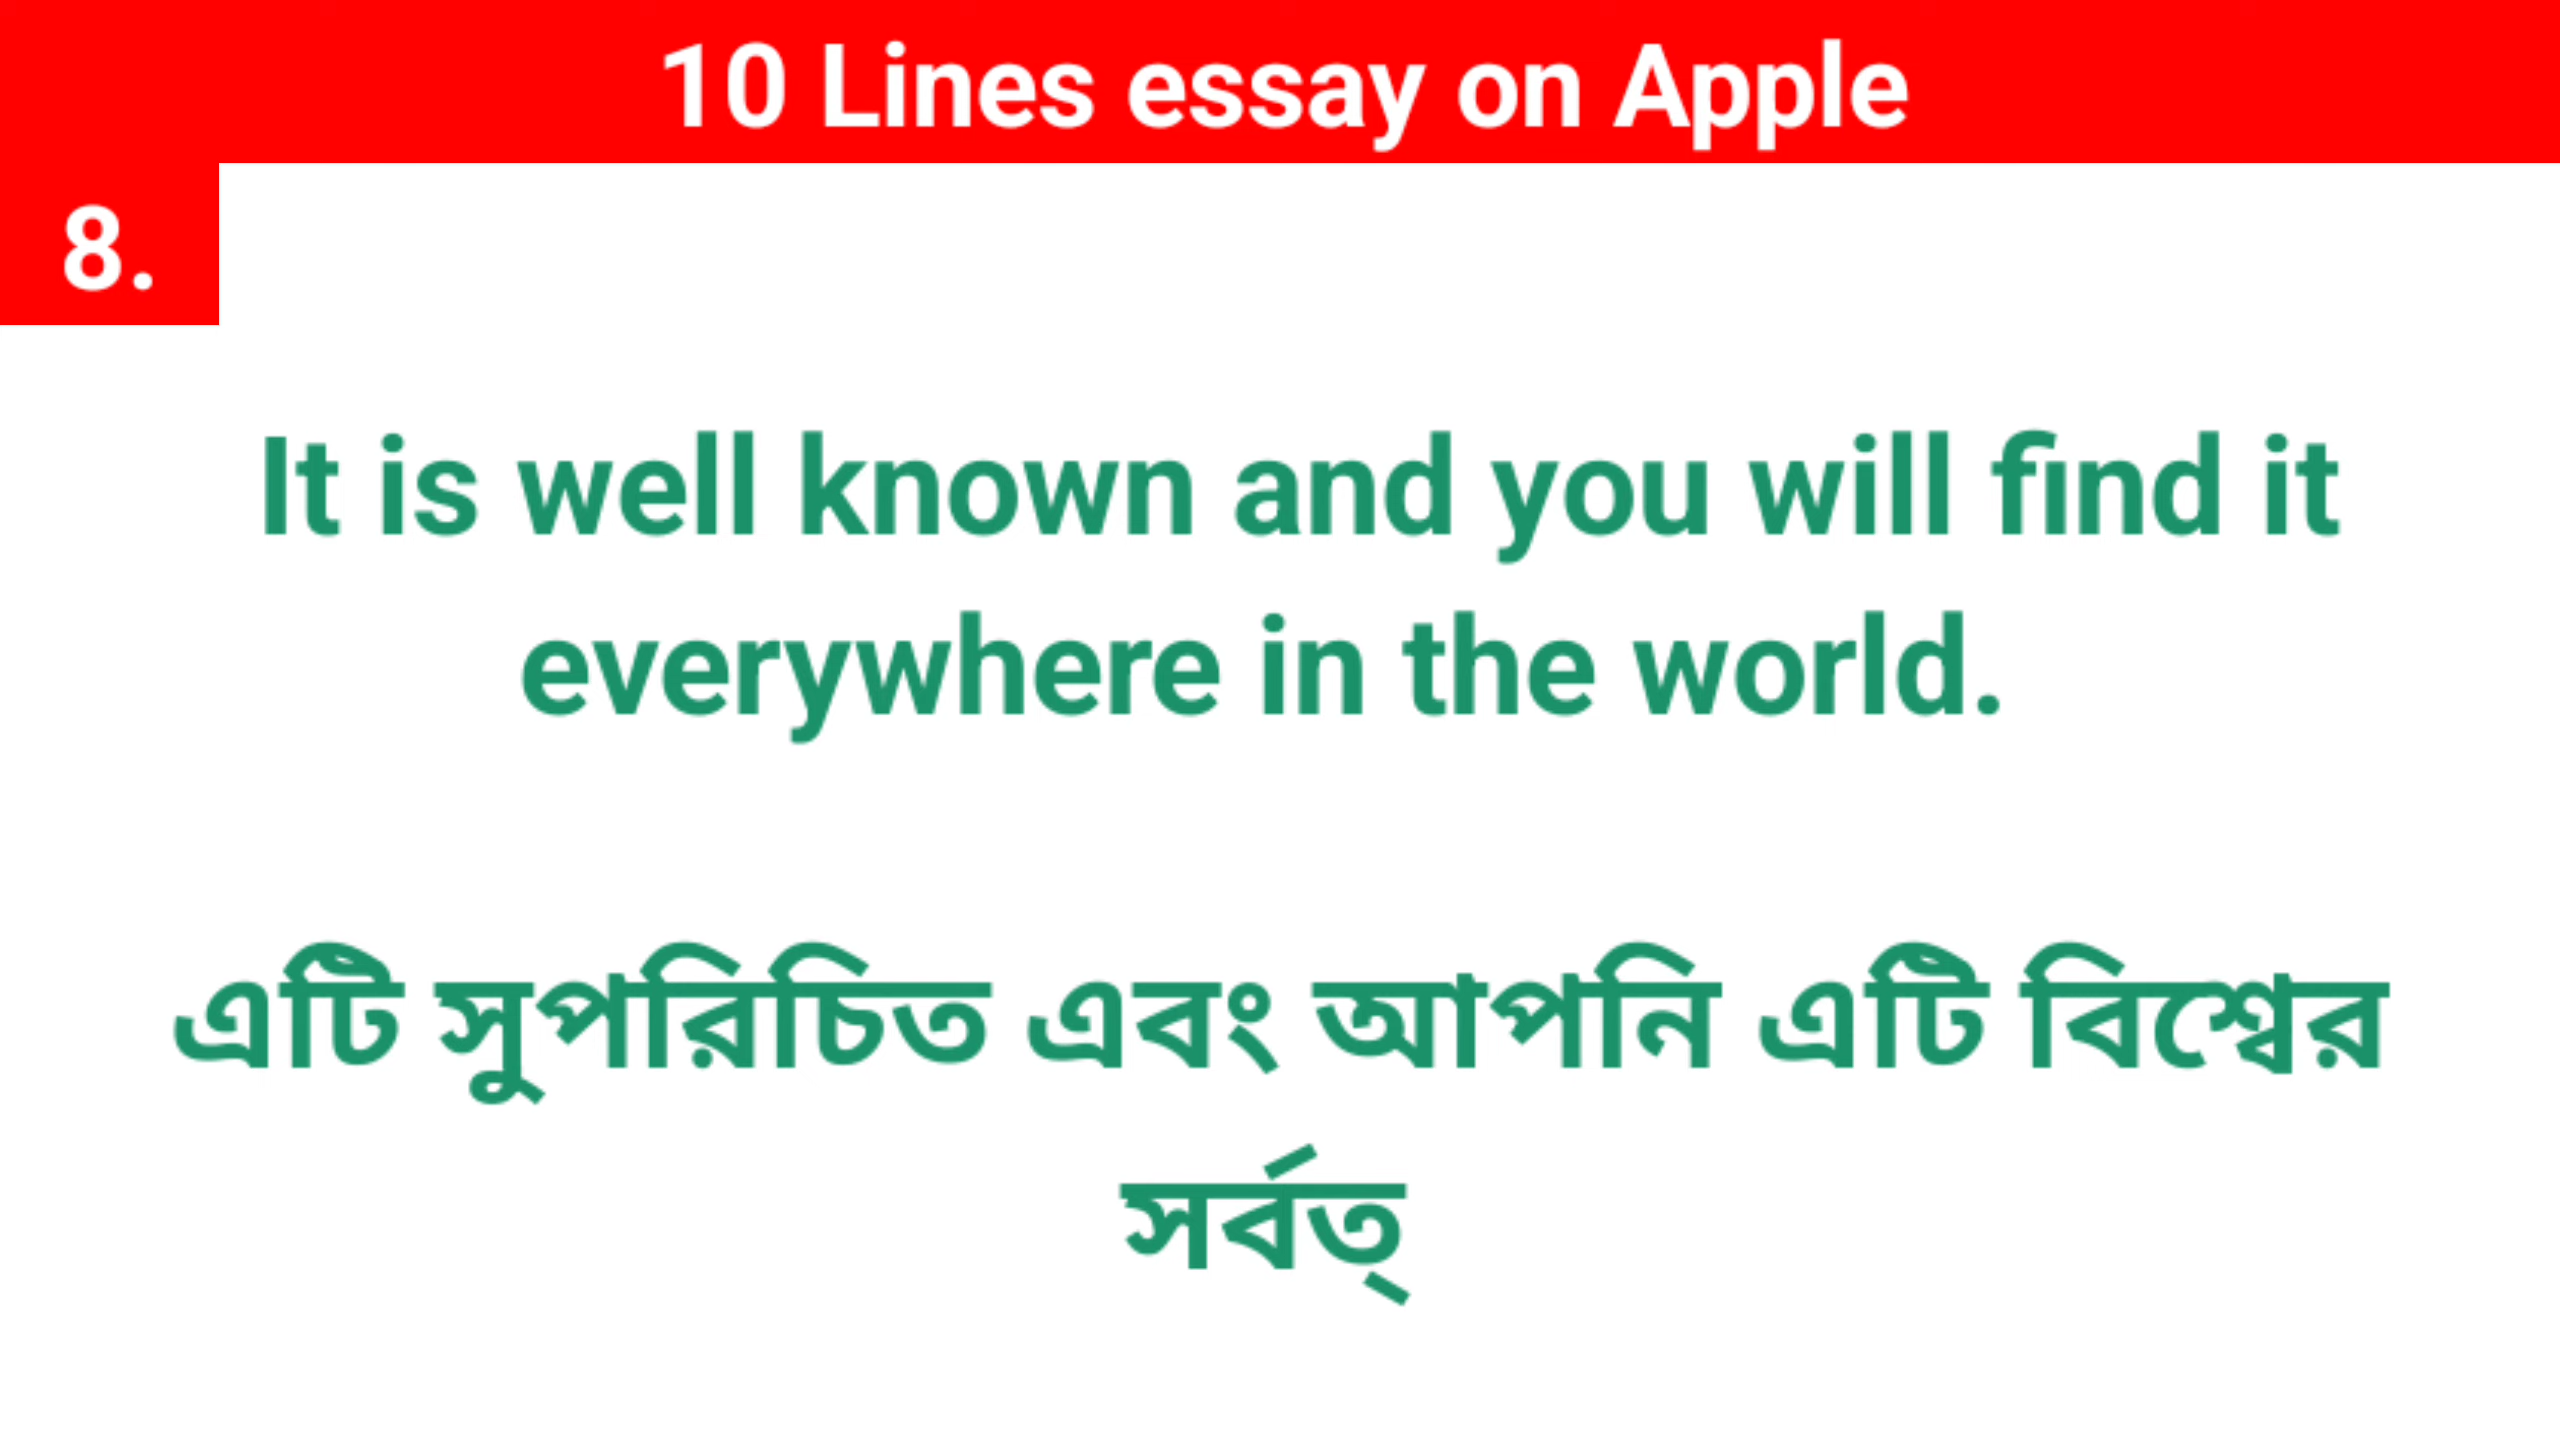 10 Lines essay on Apple
8.
It is well known and you will find it
everywhere in the world.
এটি সুপরিচিত এবং আপনি এটি বিশ্বের
সর্বত্